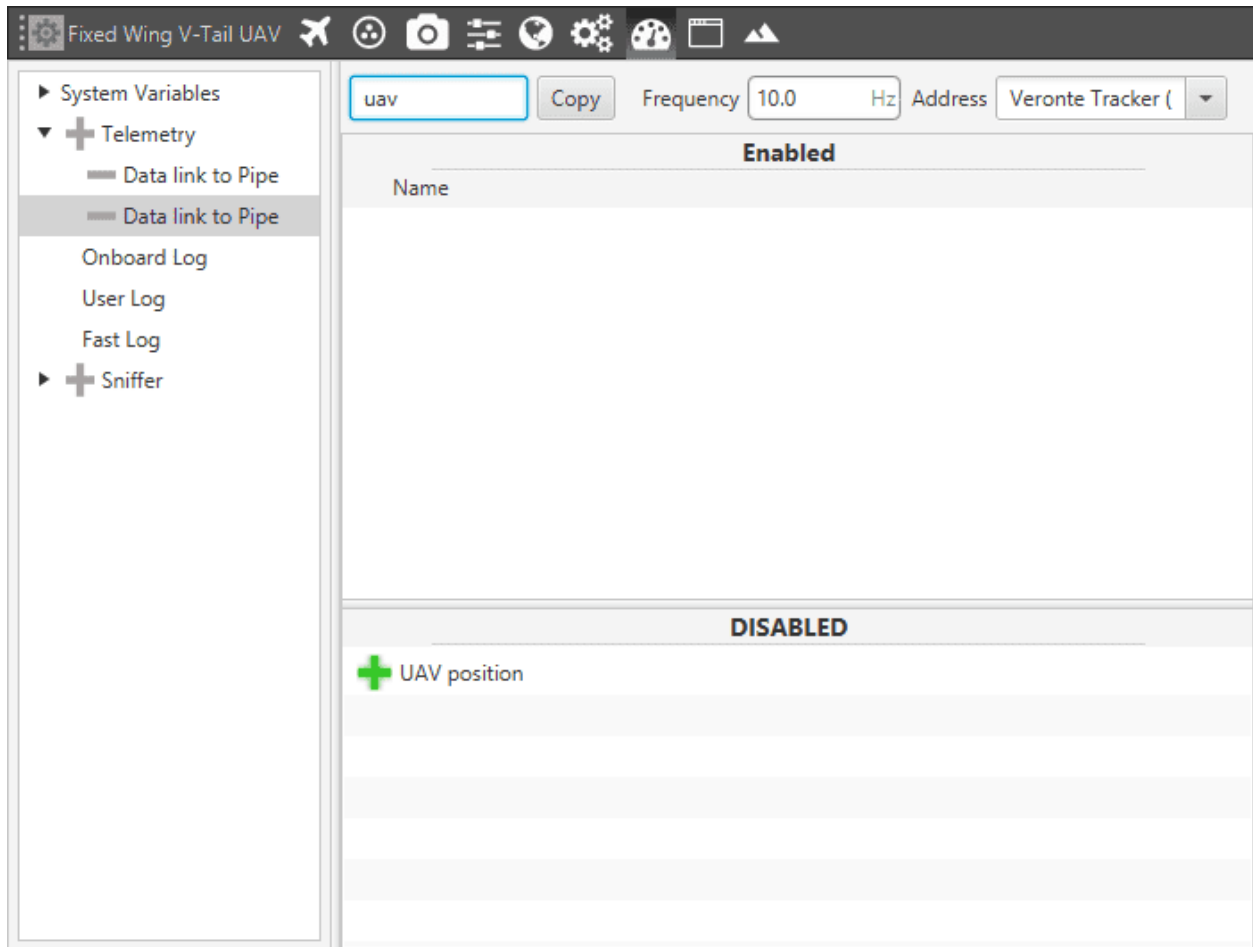 Fixed Wing V-Tail UAV
System Variables
Telemetry
Data link to Pipe
Data link to Pipe
Onboard Log
User Log
Fast Log
Sniffer
uav Copy Frequency 10.0 Hz Address Veronte Tracker (
Enabled
Name
DISABLED
UAV position